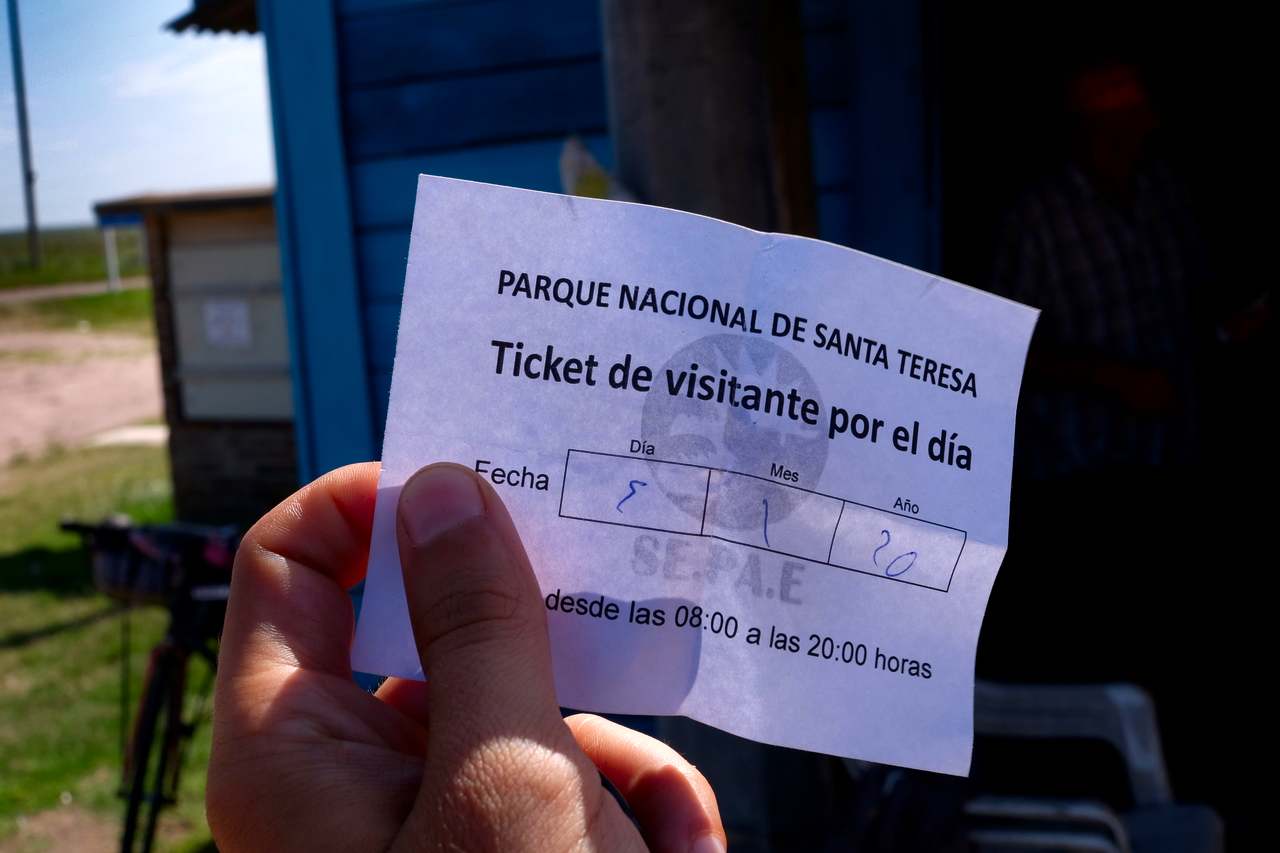 PARQUE NACIONAL DE SANTA TERESA
Ticket de visitante por el día
Día Mes Año
Fecha 5 1 20
SE.PA.E
desde las 08:00 a las 20:00 horas